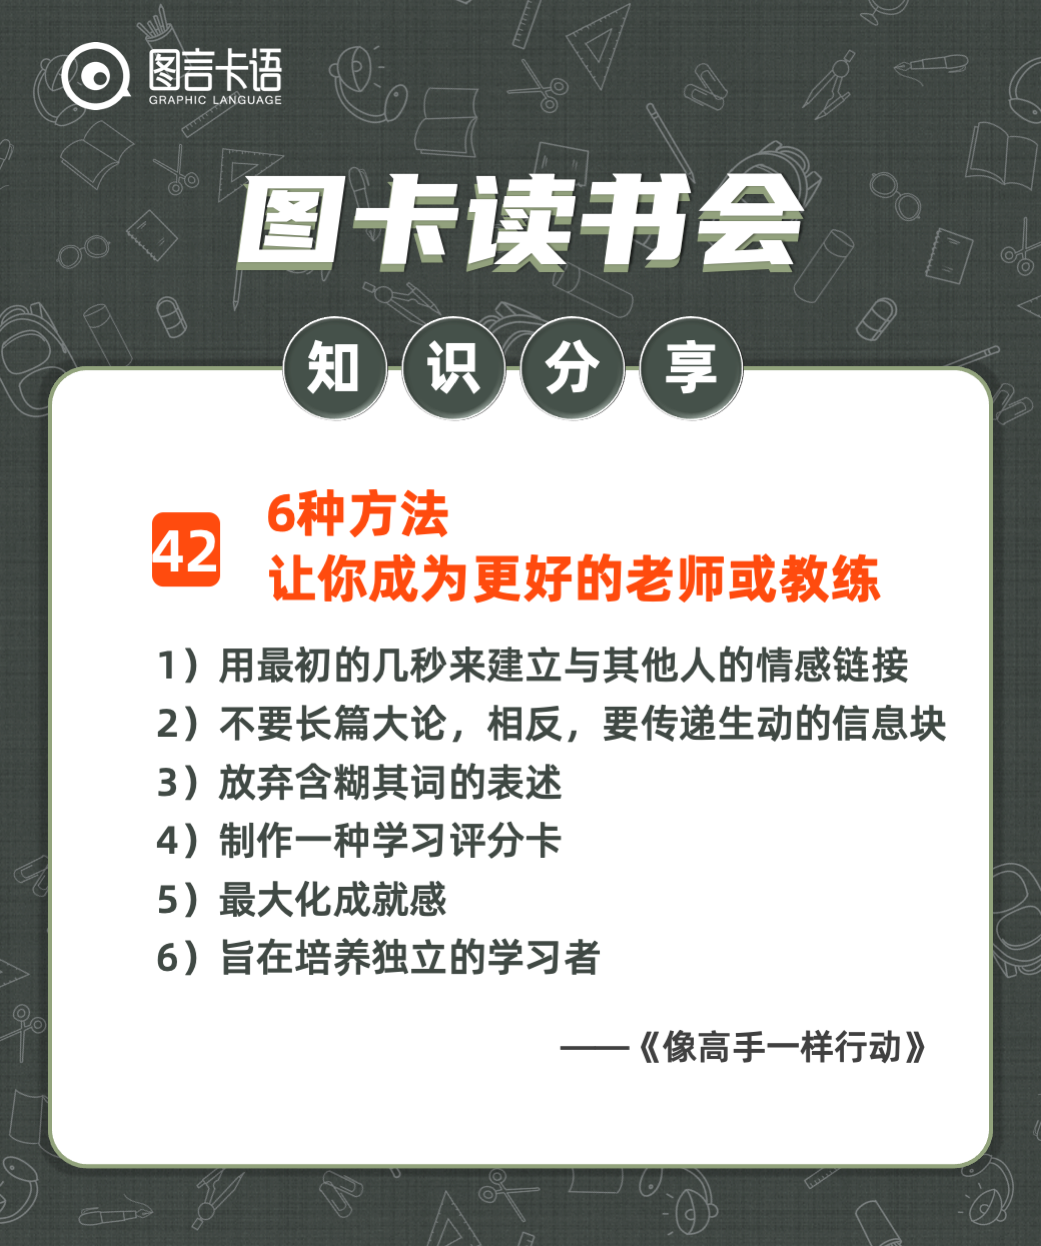 图言卡语
GRAPHIC LANGUAGE
图卡读书会
知识分享
42
6种方法
让你成为更好的老师或教练
1）用最初的几秒来建立与其他人的情感链接
2）不要长篇大论，相反，要传递生动的信息块
3）放弃含糊其词的表述
4）制作一种学习评分卡
5）最大化成就感
6）旨在培养独立的学习者
——《像高手一样行动》